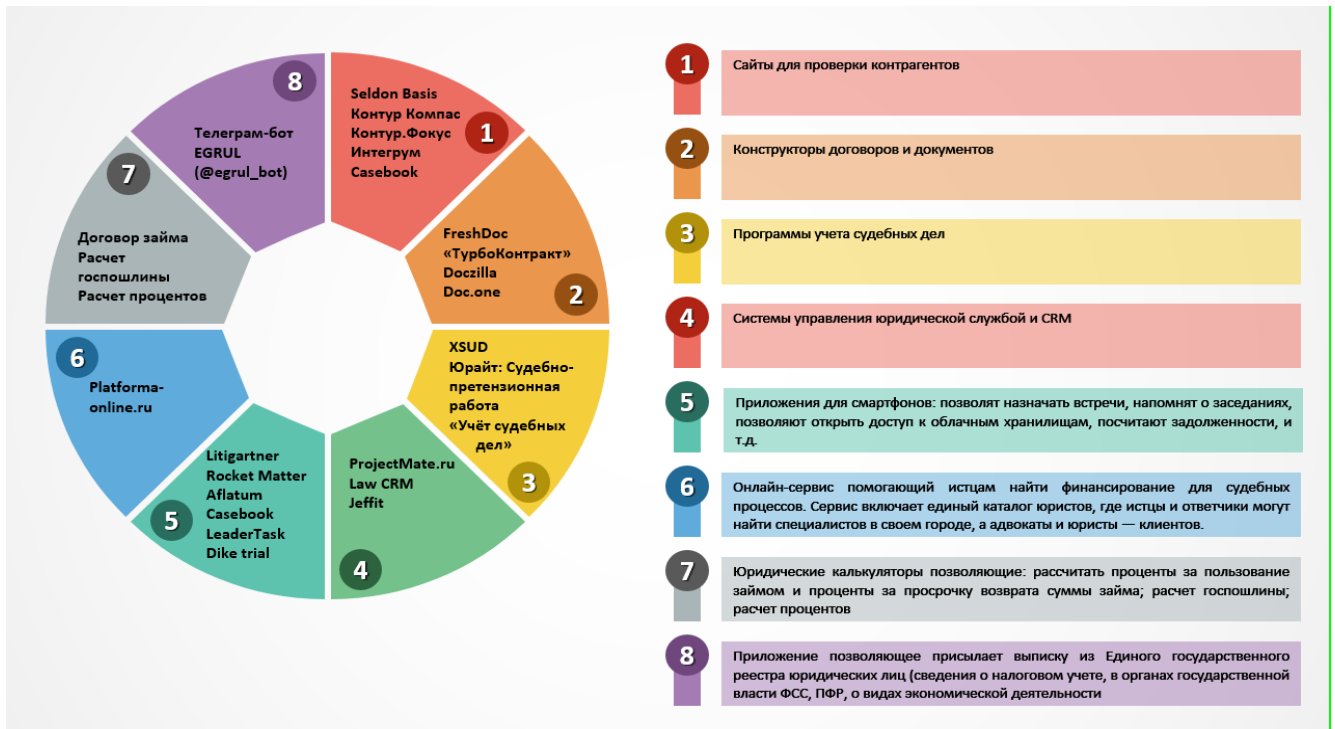 8
Телеграм-бот
EGRUL
(@egrul_bot)
1
Seldon Basis
Контур Компас
Контур.Фокус
Интегрум
Casebook
7
Договор займа
Расчет
госпошлины
Расчет процентов
2
FreshDoc
«ТурбоКонтракт»
Doczilla
Doc.one
6
Platforma-
online.ru
3
XSUD
Юрайт: Судебно-
претензионная
работа
«Учёт судебных
дел»
5
Litigartner
Rocket Matter
Aflatum
Casebook
LeaderTask
Dike trial
4
ProjectMate.ru
Law CRM
Jeffit
1
Сайты для проверки контрагентов
2
Конструкторы договоров и документов
3
Программы учета судебных дел
4
Системы управления юридической службой и CRM
5
Приложения для смартфонов: позволят назначать встречи, напомнят о заседаниях,
позволяют открыть доступ к облачным хранилищам, посчитают задолженности, и
т.д.
6
Онлайн-сервис помогающий истцам найти финансирование для судебных
процессов. Сервис включает единый каталог юристов, где истцы и ответчики могут
найти специалистов в своем городе, а адвокаты и юристы — клиентов.
7
Юридические калькуляторы позволяющие: рассчитать проценты за пользование
займом и проценты за просрочку возврата суммы займа; расчет госпошлины;
расчет процентов
8
Приложение позволяющее присылает выписку из Единого государственного
реестра юридических лиц (сведения о налоговом учете, в органах государственной
власти ФСС, ПФР, о видах экономической деятельности